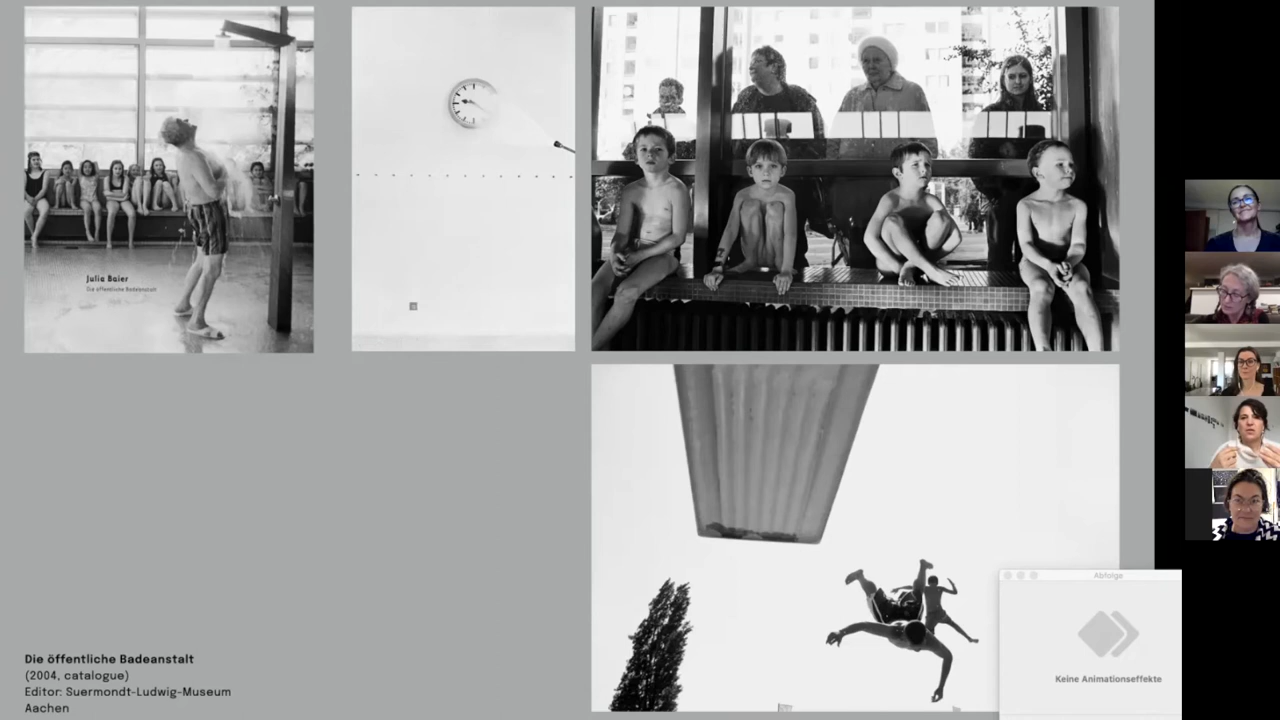 Julia Baier
Die öffentliche Badeanstalt
Die öffentliche Badeanstalt
(2004, catalogue)
Editor: Suermondt-Ludwig-Museum
Aachen
Abfolge
Keine Animationseffekte